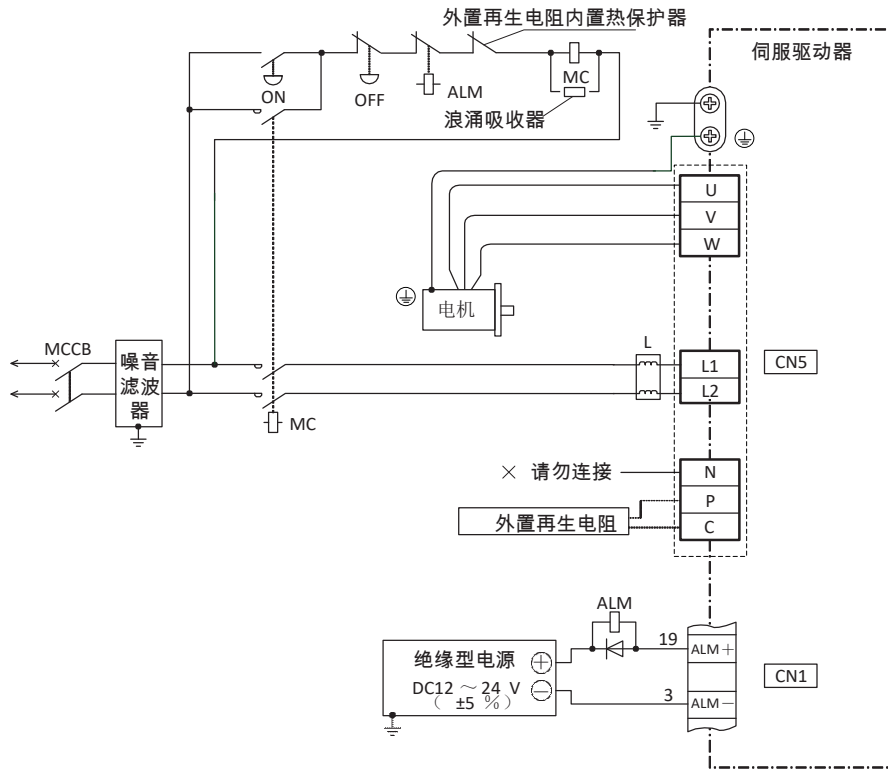 外置再生电阻内置热保护器
伺服驱动器
ON
OFF
ALM
MC
浪涌吸收器
U
V
W
电机
MCCB
噪音
滤波
器
L
L1
L2
CN5
MC
× 请勿连接
N
P
C
外置再生电阻
ALM
绝缘型电源
DC12 ～ 24 V
（ ±5 %）
19
ALM＋
CN1
3
ALM－